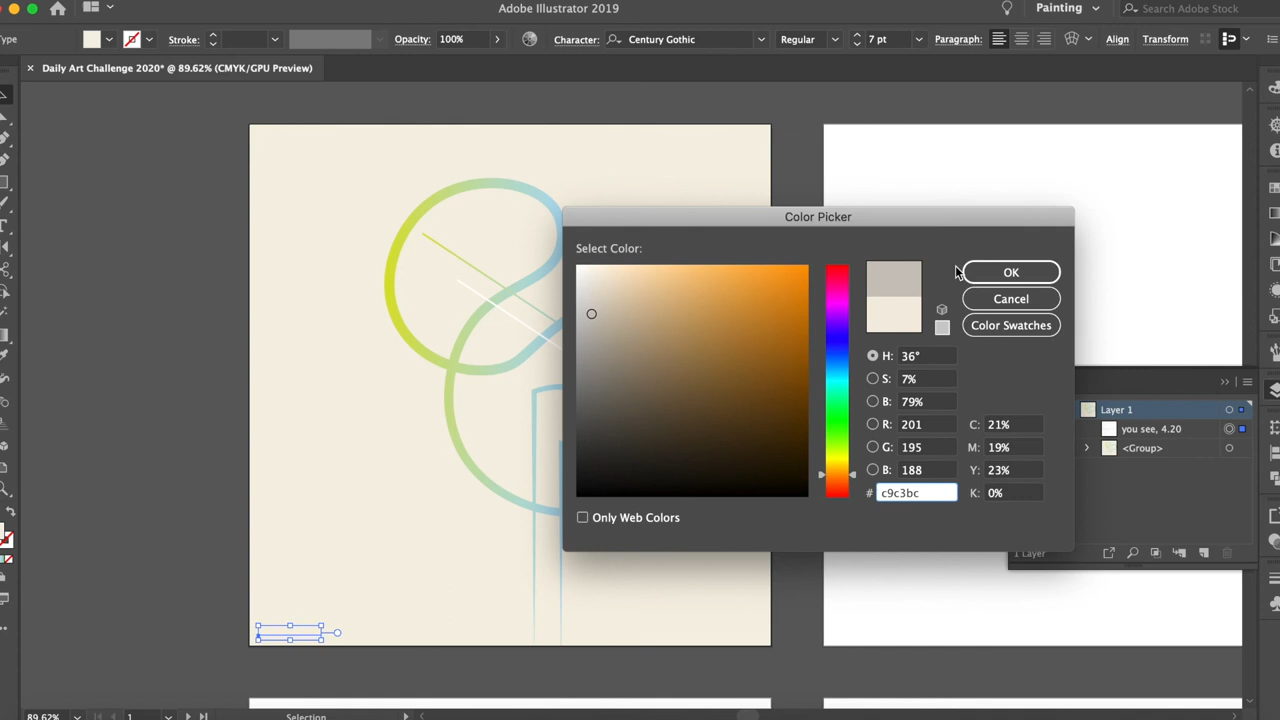 Adobe Illustrator 2019
Painting
Search Adobe Stock
Type
Stroke:
Opacity: 100%
Character: Century Gothic Regular 7 pt
Paragraph:
Align
Transform
× Daily Art Challenge 2020* @ 89.62% (CMYK/GPU Preview)
Color Picker
Select Color:
OK
Cancel
Color Swatches
H: 36°
S: 7%
B: 79%
R: 201
G: 195
B: 188
# c9c3bc
C: 21%
M: 19%
Y: 23%
K: 0%
Only Web Colors
Layer 1
you see, 4.20
<Group>
1 Layer
89.62%
1
Selection